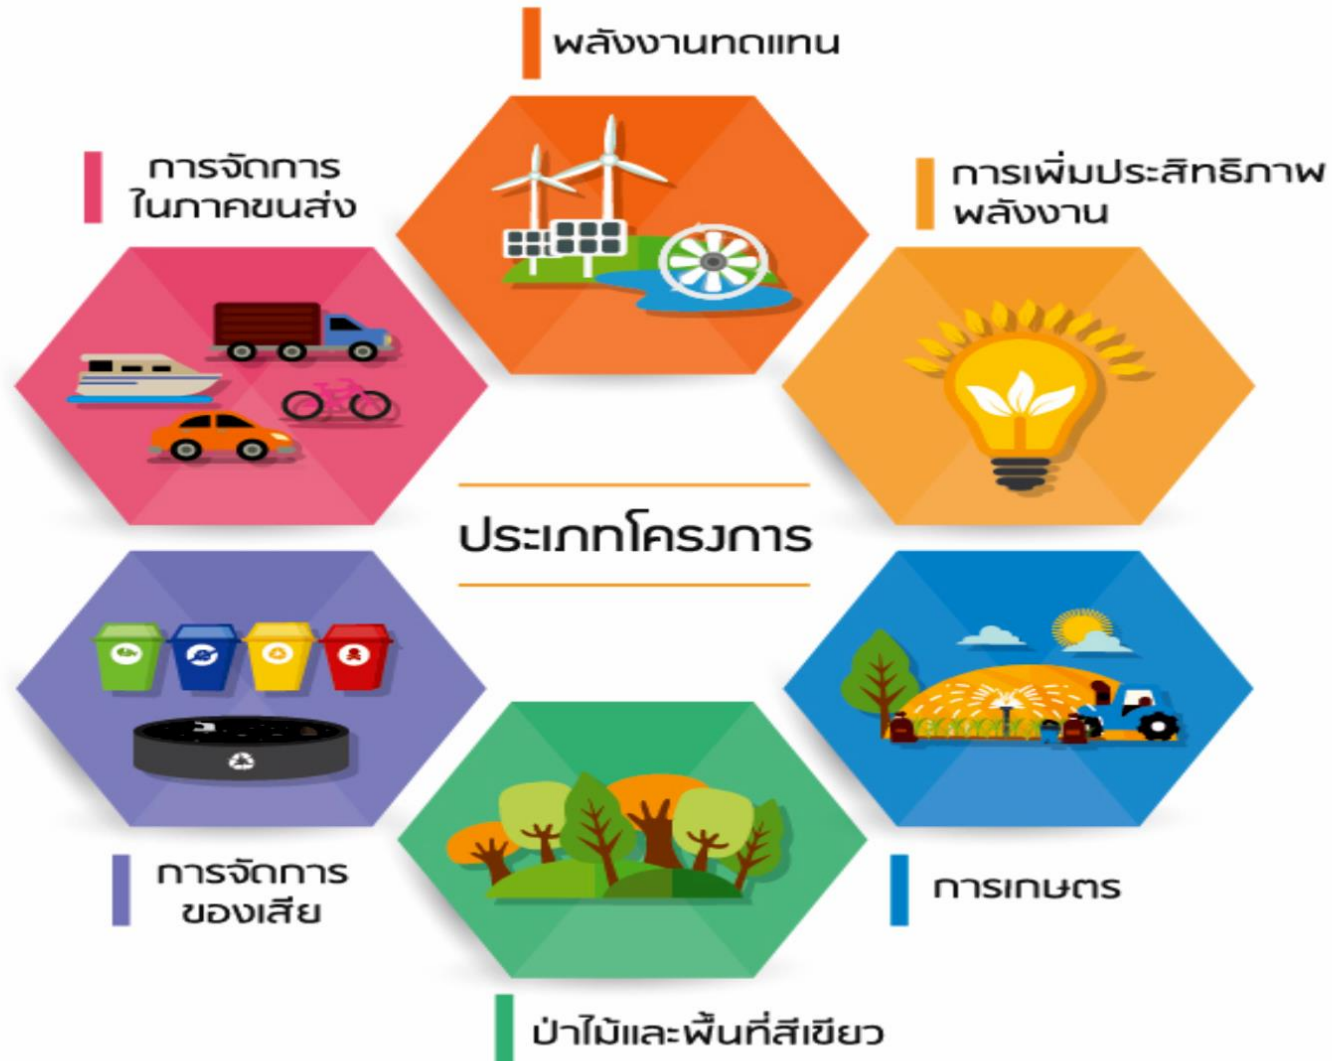 พลังงานทดแทน
การจัดการ
ในภาคขนส่ง
การเพิ่มประสิทธิภาพ
พลังงาน
ประเภทโครงการ
การจัดการ
ของเสีย
การเกษตร
ป่าไม้และพื้นที่สีเขียว